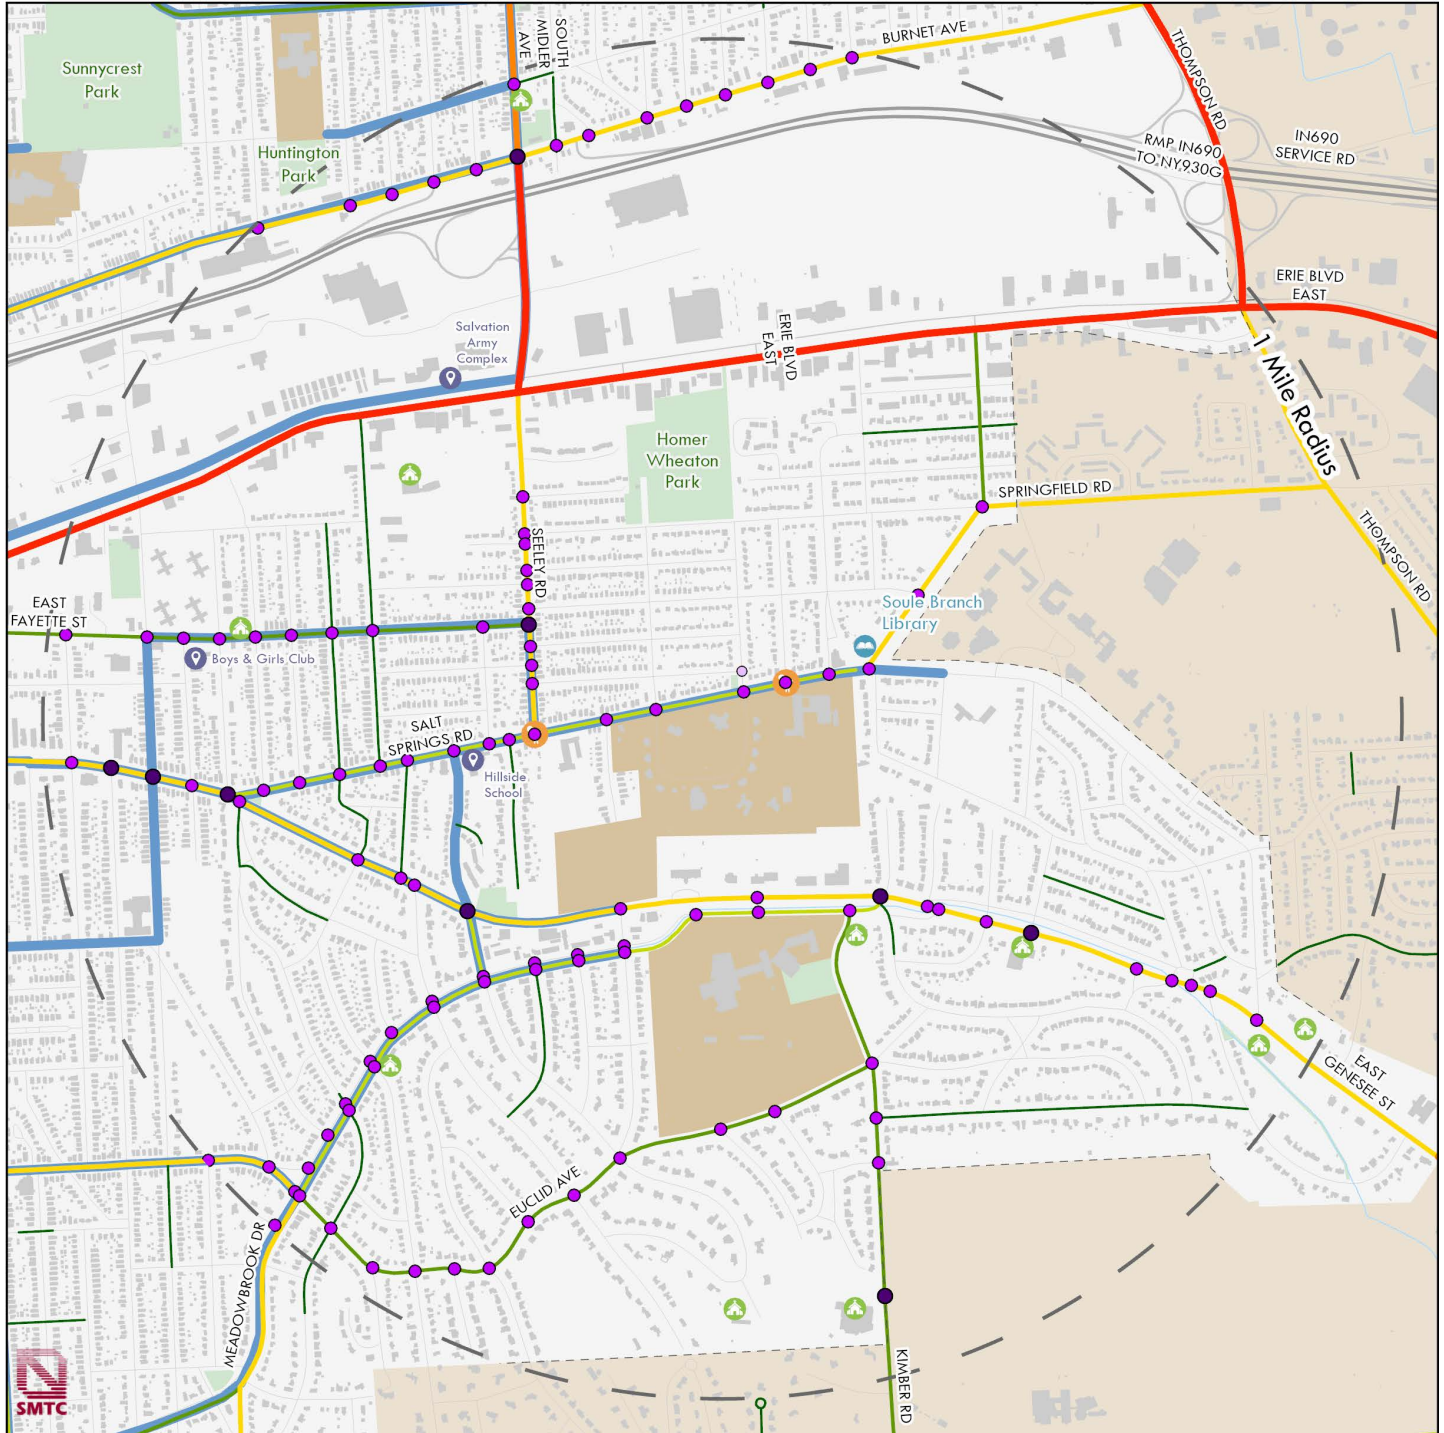 SOUTH
MIDLER
AVE
BURNET AVE
THOMPSON RD
Sunnycrest
Park
Huntington
Park
RMP IN690
TO NY930G
IN690
SERVICE RD
ERIE BLVD
EAST
Salvation
Army
Complex
ERIE BLVD
EAST
1 Mile Radius
Homer
Wheaton
Park
SPRINGFIELD RD
THOMPSON RD
SEELEY RD
EAST
FAYETTE ST
Soule Branch
Library
Boys & Girls Club
SALT
SPRINGS RD
Hillside
School
EAST
GENESEE ST
EUCLID AVE
MEADOWBROOK DR
KIMBER RD
SMTC